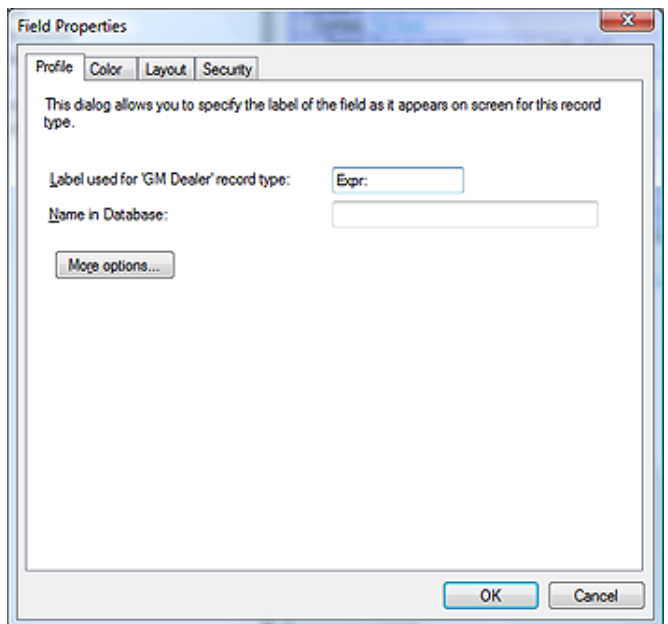 Field Properties
Profile Color Layout Security
This dialog allows you to specify the label of the field as it appears on screen for this record
type.
Label used for 'GM Dealer' record type: Expr:
Name in Database:
More options...
OK Cancel